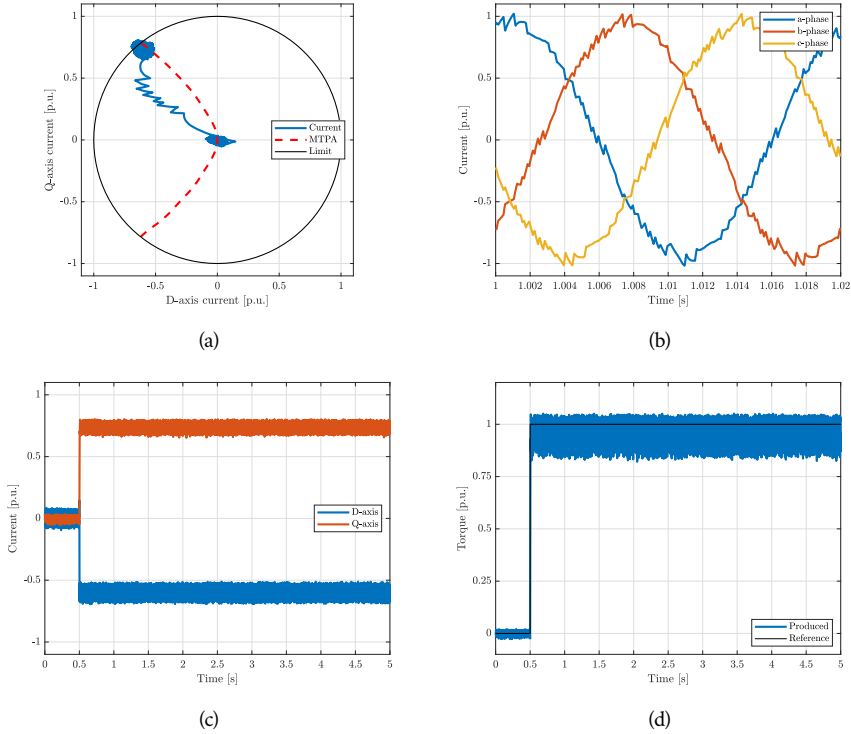 1
0.5
0
-0.5
-1
Q-axis current [p.u.]
-1
-0.5
0
0.5
1
D-axis current [p.u.]
Current
MTPA
Limit
(a)
1
0.5
0
-0.5
-1
Current [p.u.]
1
1.002
1.004
1.006
1.008
1.01
1.012
1.014
1.016
1.018
1.02
Time [s]
a-phase
b-phase
c-phase
(b)
1
0.5
0
-0.5
-1
Current [p.u.]
0
0.5
1
1.5
2
2.5
3
3.5
4
4.5
5
Time [s]
D-axis
Q-axis
(c)
1
0.75
0.5
0.25
0
Torque [p.u.]
0
0.5
1
1.5
2
2.5
3
3.5
4
4.5
5
Time [s]
Produced
Reference
(d)